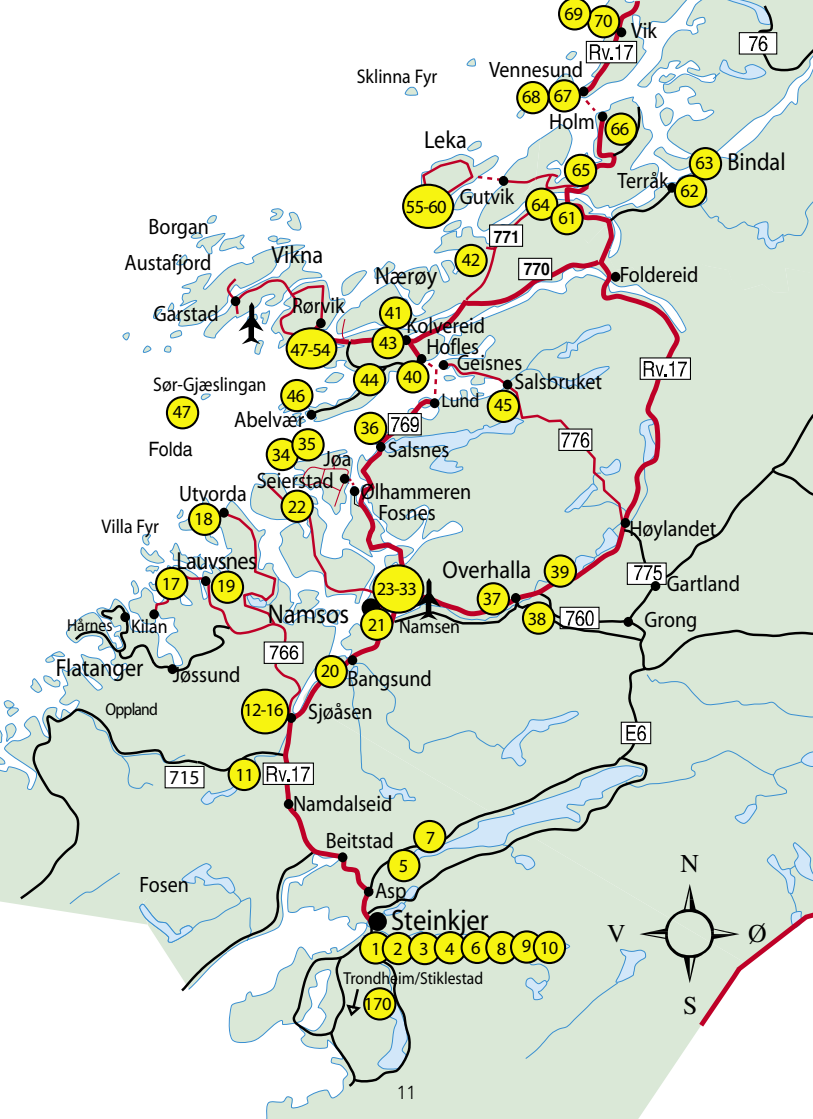 69
70
Vik
76
Rv.17
Vennesund
Sklinna Fyr
68
67
Holm
66
Leka
63
Bindal
65
Terråk
62
Gutvik
55-60
64
61
Borgan
771
Austafjord
Vikna
42
770
Nærøy
Foldereid
Garstad
Rørvik
41
Kolvereid
43
Hofles
47-54
Geisnes
Rv.17
44
40
Salsbruket
Sør-Gjæslingan
46
47
Lund
45
Abelvær
36
769
776
Folda
35
34
Salsnes
Jøa
Seierstad
Ølhammeren
Utvorda
22
Fosnes
18
Villa Fyr
Høylandet
Lauvsnes
Overhalla
39
17
19
23-33
775
Gartland
37
Namsos
38
760
Grong
Hårnes
Kilan
21
Namsen
766
Flatanger
Jøssund
20
Bangsund
Oppland
12-16
Sjøåsen
E6
715
11
Rv.17
Namdalseid
7
Beitstad
5
Fosen
Asp
N
Steinkjer
V
Ø
1
2
3
4
6
8
9
10
Trondheim/Stiklestad
170
S
11